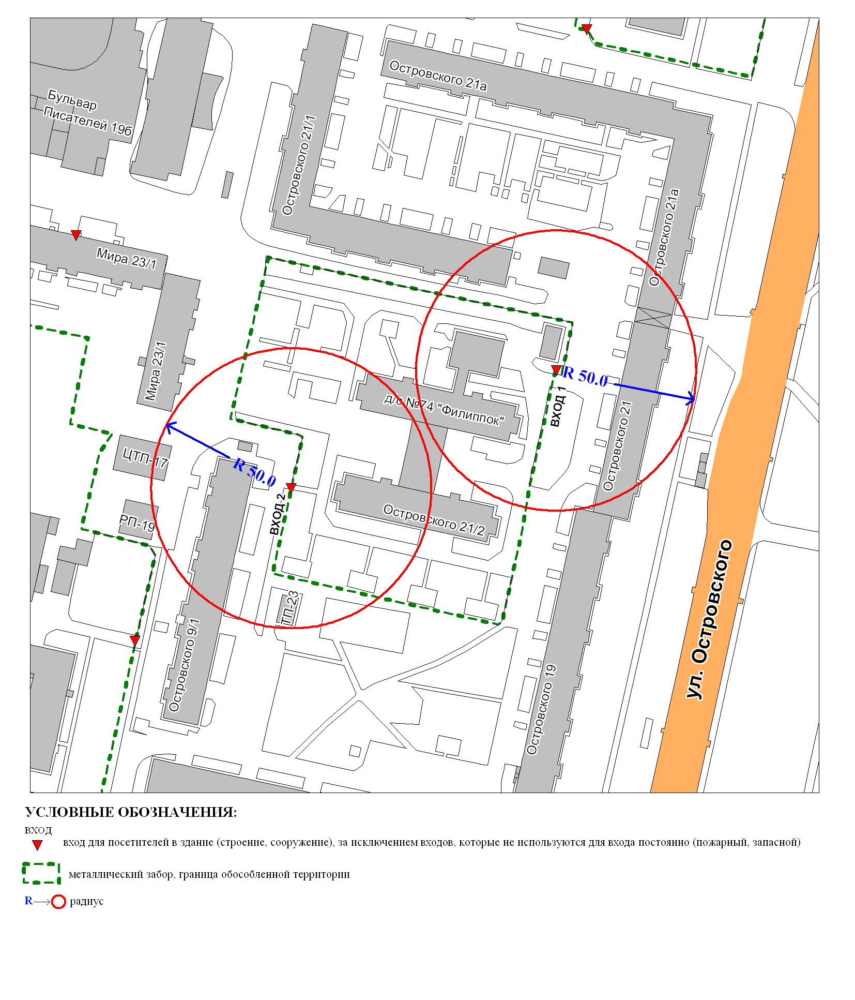 Островского 21а
Бульвар
Писателей 19б
Островского 21/1
Островского 21а
Мира 23/1
Мира 23/1
R 50.0
ВХОД 1
д/с №74 "Филиппок"
Островского 21
ЦТП-17
R 50.0
ВХОД 2
РП-19
Островского 21/2
ТП-23
ул. Островского
Островского 9/1
Островского 19
УСЛОВНЫЕ ОБОЗНАЧЕНИЯ:
ВХОД
вход для посетителей в здание (строение, сооружение), за исключением входов, которые не используются для входа постоянно (пожарный, запасной)
металлический забор, граница обособленной территории
R радиус